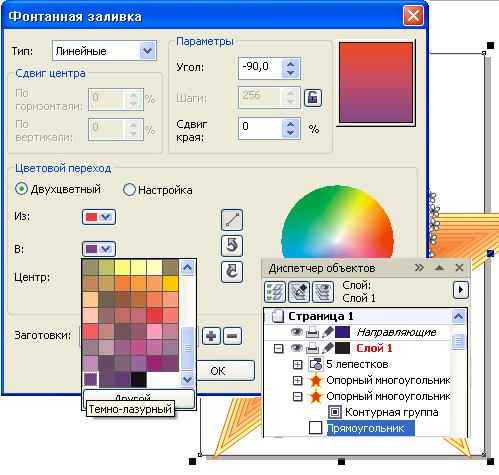 Фонтанная заливка
Тип: Линейные
Сдвиг центра
По горизонтали: 0 %
По вертикали: 0 %
Параметры
Угол: -90,0
Шаги: 256
Сдвиг края: 0 %
Цветовой переход
Двухцветный Настройка
Из:
В:
Центр:
Заготовки:
OK
Другой
Темно-лазурный
Диспетчер объектов
Слой:
Слой 1
Страница 1
Направляющие
Слой 1
5 лепестков
Опорный многоугольник
Опорный многоугольник
Контурная группа
Прямоугольник